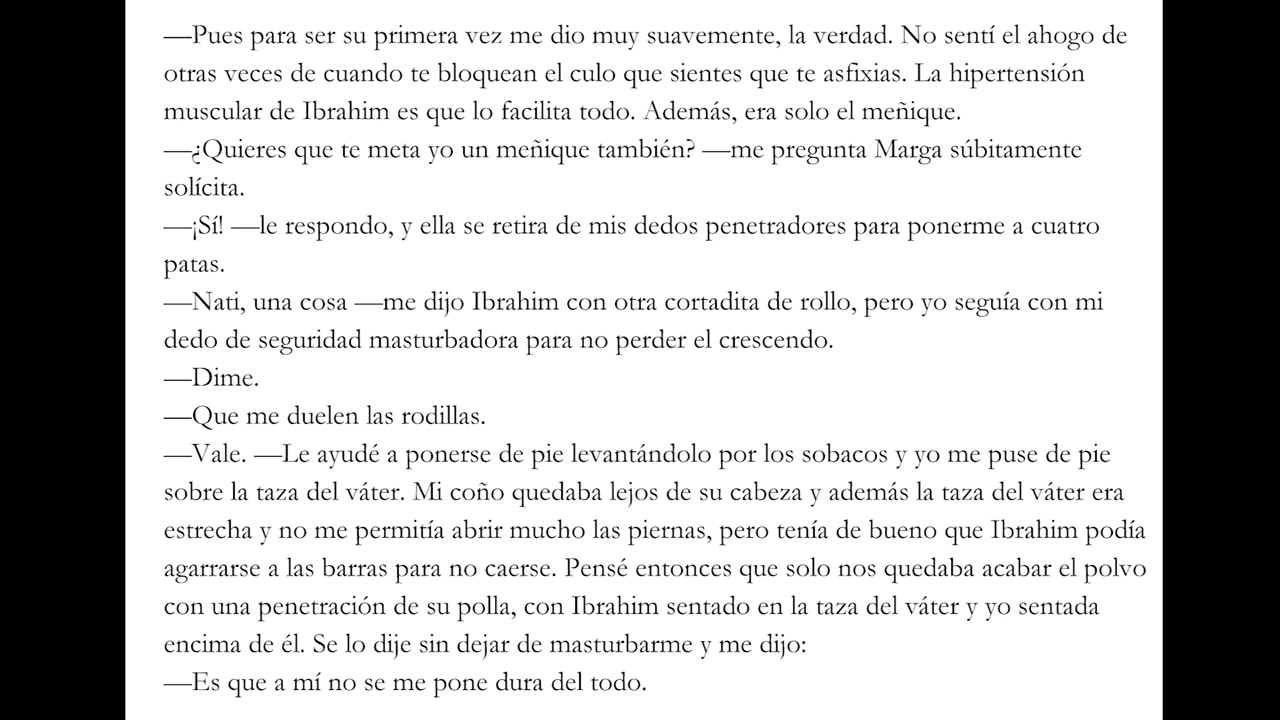 —Pues para ser su primera vez me dio muy suavemente, la verdad. No sentí el ahogo de
otras veces de cuando te bloquean el culo que sientes que te asfixias. La hipertensión
muscular de Ibrahim es que lo facilita todo. Además, era solo el meñique.
—¿Quieres que te meta yo un meñique también? —me pregunta Marga súbitamente
solícita.
—¡Sí! —le respondo, y ella se retira de mis dedos penetradores para ponerme a cuatro
patas.
—Nati, una cosa —me dijo Ibrahim con otra cortadita de rollo, pero yo seguía con mi
dedo de seguridad masturbadora para no perder el crescendo.
—Dime.
—Que me duelen las rodillas.
—Vale. —Le ayudé a ponerse de pie levantándolo por los sobacos y yo me puse de pie
sobre la taza del váter. Mi coño quedaba lejos de su cabeza y además la taza del váter era
estrecha y no me permitía abrir mucho las piernas, pero tenía de bueno que Ibrahim podía
agarrarse a las barras para no caerse. Pensé entonces que solo nos quedaba acabar el polvo
con una penetración de su polla, con Ibrahim sentado en la taza del váter y yo sentada
encima de él. Se lo dije sin dejar de masturbarme y me dijo:
—Es que a mí no se me pone dura del todo.